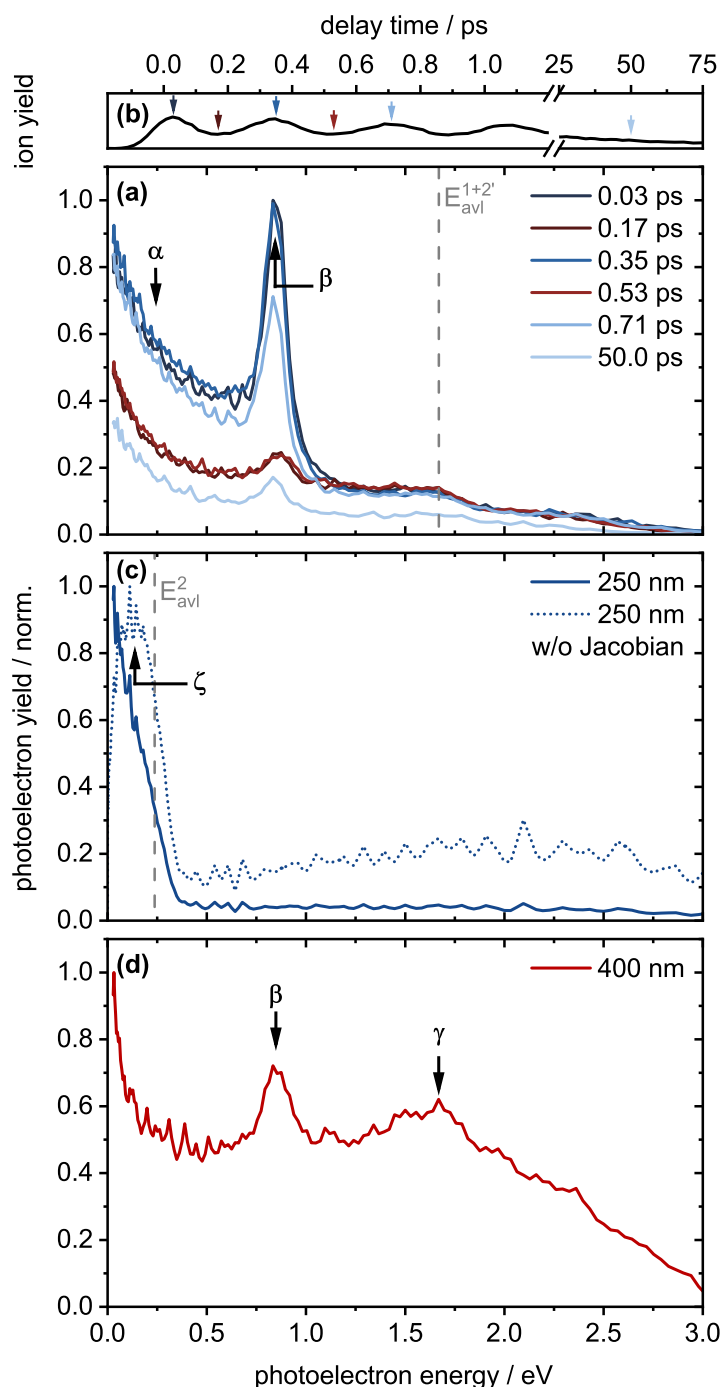 delay time / ps
0.0 0.2 0.4 0.6 0.8 1.0 25 50 75
ion yield
(b)
(a)
E_avl^1+2'
0.03 ps
0.17 ps
0.35 ps
0.53 ps
0.71 ps
50.0 ps
α
β
1.0
0.8
0.6
0.4
0.2
0.0
photoelectron yield / norm.
(c)
E_avl^2
250 nm
250 nm
w/o Jacobian
ζ
1.0
0.8
0.6
0.4
0.2
0.0
(d)
400 nm
β
γ
1.0
0.8
0.6
0.4
0.2
0.0
0.0 0.5 1.0 1.5 2.0 2.5 3.0
photoelectron energy / eV